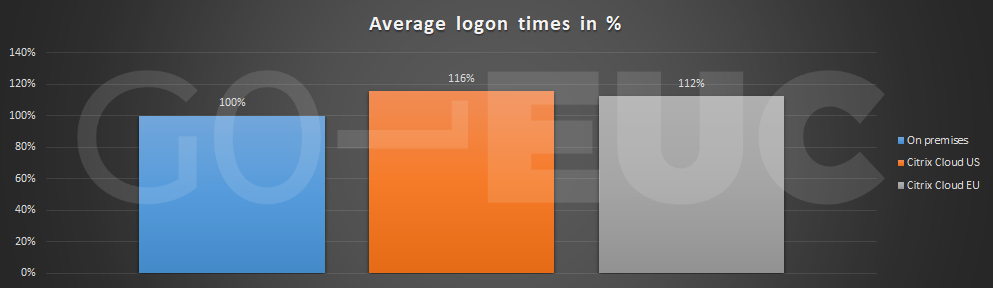 Average logon times in %
140%
120%
100%
80%
60%
40%
20%
0%
100%
116%
112%
On premises
Citrix Cloud US
Citrix Cloud EU
GO-EUC